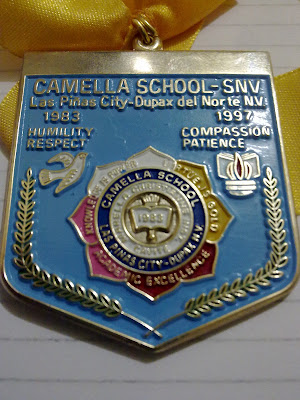 CAMELLA SCHOOL-SNV
Las Piñas City-Dupax del Norte N.V.
1983 1997
HUMILITY COMPASSION
RESPECT PATIENCE
CAMELLA SCHOOL
1983
LAS PIÑAS CITY - DUPAX N.V.
ACADEMIC EXCELLENCE